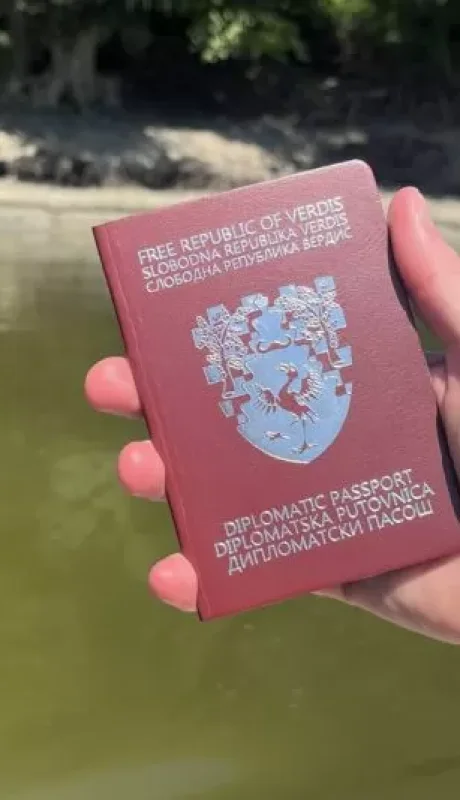 FREE REPUBLIC OF VERDIS
SLOBODNA REPUBLIKA VERDIS
СЛОБОДНА РЕПУБЛИКА ВЕРДИС
DIPLOMATIC PASSPORT
DIPLOMATSKA PUTOVNICA
ДИПЛОМАТСКИ ПАСОШ